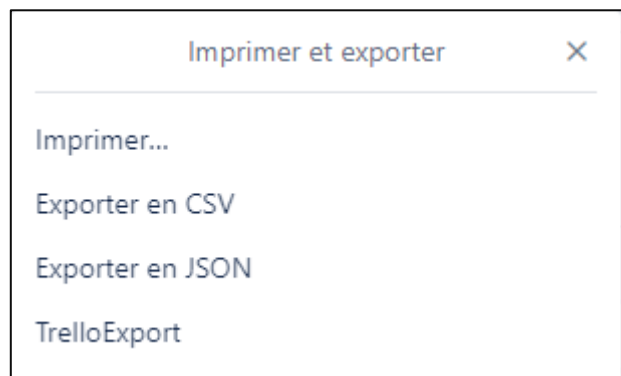 Imprimer et exporter
Imprimer...
Exporter en CSV
Exporter en JSON
TrelloExport